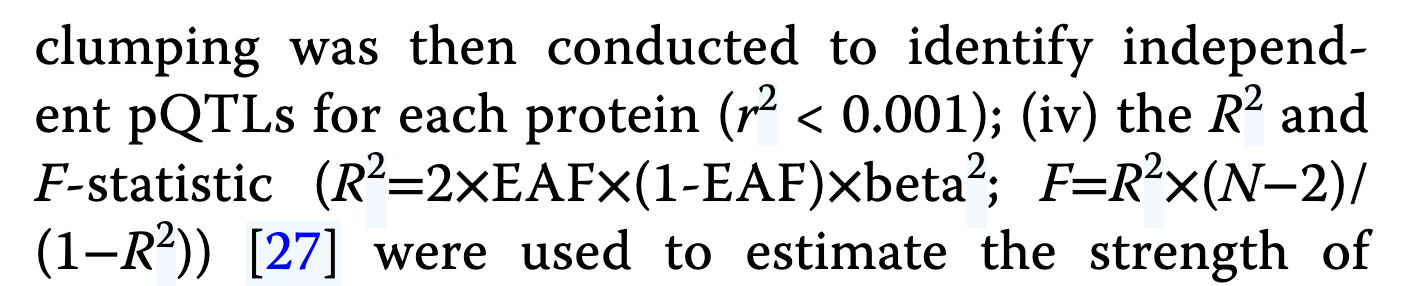 clumping was then conducted to identify independ-
ent pQTLs for each protein (r² < 0.001); (iv) the R² and
F-statistic (R²=2×EAF×(1-EAF)×beta²; F=R²×(N−2)/
(1−R²)) [27] were used to estimate the strength of